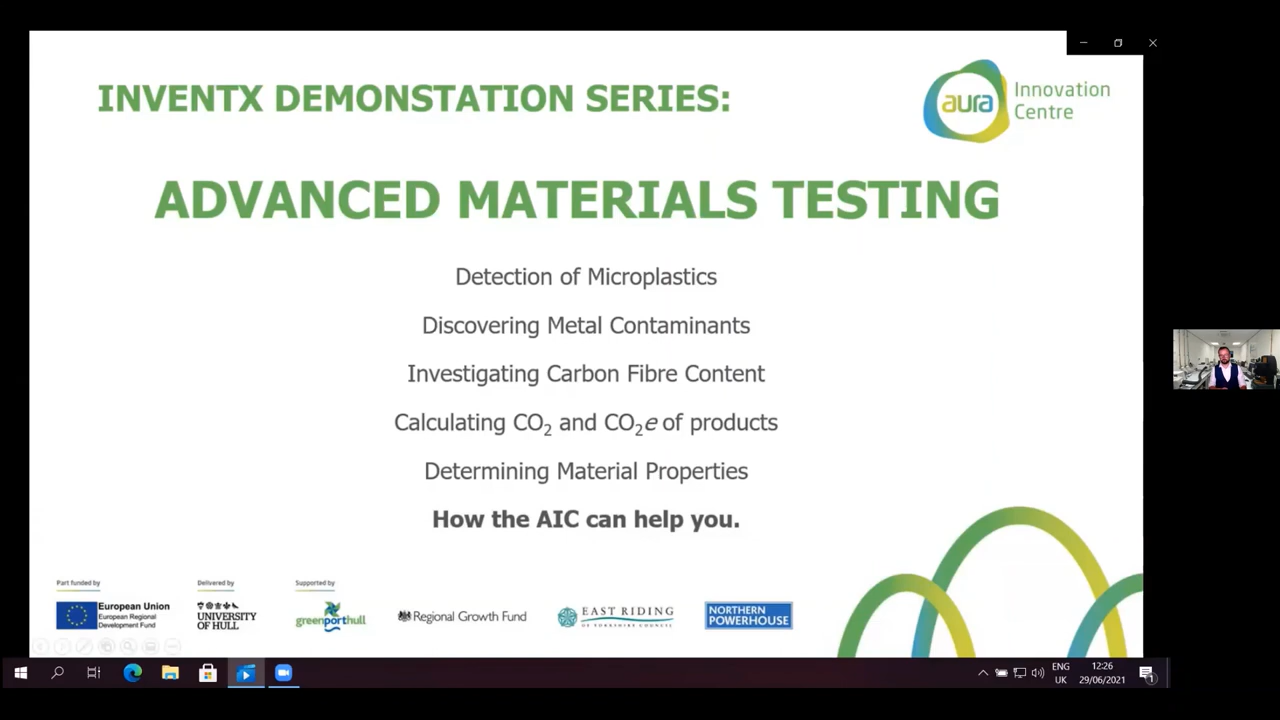 INVENTX DEMONSTATION SERIES:
aura
Innovation
Centre
ADVANCED MATERIALS TESTING
Detection of Microplastics
Discovering Metal Contaminants
Investigating Carbon Fibre Content
Calculating CO₂ and CO₂e of products
Determining Material Properties
How the AIC can help you.
Part funded by
Delivered by
Supported by
European Union
European Regional
Development Fund
UNIVERSITY
OF HULL
greenporthull
Regional Growth Fund
EAST RIDING
OF YORKSHIRE COUNCIL
NORTHERN
POWERHOUSE
ENG
UK
12:26
29/06/2021
1